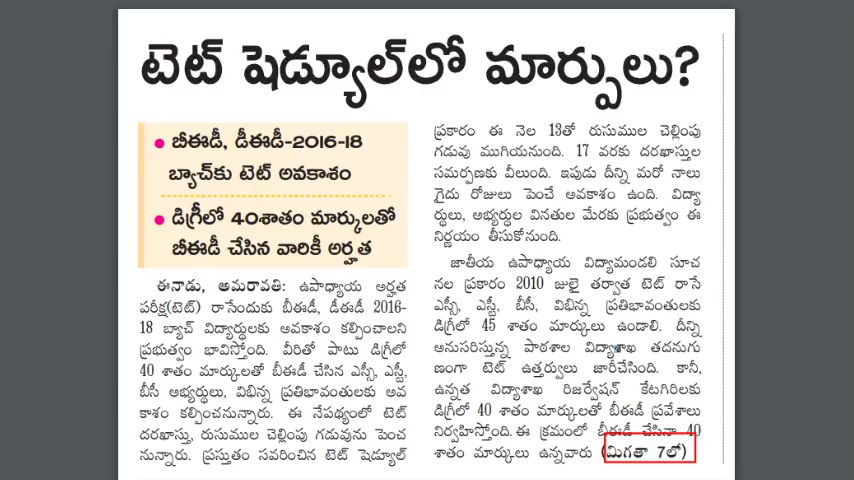 టెట్ షెడ్యూల్‌లో మార్పులు?
• బీఈడీ, డీఈడీ-2016-18
బ్యాచ్‌కు టెట్ అవకాశం
• డిగ్రీలో 40శాతం మార్కులతో
బీఈడీ చేసిన వారికీ అర్హత
ఈనాడు, అమరావతి: ఉపాధ్యాయ అర్హత
పరీక్ష(టెట్) రాసేందుకు బీఈడీ, డీఈడీ 2016-
18 బ్యాచ్ విద్యార్థులకు అవకాశం కల్పించాలని
ప్రభుత్వం భావిస్తోంది. వీరితో పాటు డిగ్రీలో
40 శాతం మార్కులతో బీఈడీ చేసిన ఎస్సీ, ఎస్టీ,
బీసీ అభ్యర్థులు, విభిన్న ప్రతిభావంతులకు అవ
కాశం కల్పించనున్నారు. ఈ నేపథ్యంలో టెట్
దరఖాస్తు, రుసుముల చెల్లింపు గడువును పెంచ
నున్నారు. ప్రస్తుతం సవరించిన టెట్ షెడ్యూల్
ప్రకారం ఈ నెల 13తో రుసుముల చెల్లింపు
గడువు ముగియనుంది. 17 వరకు దరఖాస్తుల
సమర్పణకు వీలుంది. ఇపుడు దీన్ని మరో నాలు
గైదు రోజులు పెంచే అవకాశం ఉంది. విద్యా
ర్థులు, అభ్యర్థుల వినతుల మేరకు ప్రభుత్వం ఈ
నిర్ణయం తీసుకోనుంది.
జాతీయ ఉపాధ్యాయ విద్యామండలి సూచ
నల ప్రకారం 2010 జులై తర్వాత టెట్ రాసే
ఎస్సీ, ఎస్టీ, బీసీ, విభిన్న ప్రతిభావంతులకు
డిగ్రీలో 45 శాతం మార్కులు ఉండాలి. దీన్ని
అనుసరిస్తున్న పాఠశాల విద్యాశాఖ తదనుగు
ణంగా టెట్ ఉత్తర్వులు జారీచేసింది. కానీ,
ఉన్నత విద్యాశాఖ రిజర్వేషన్ కేటగిరిలకు
డిగ్రీలో 40 శాతం మార్కులతో బీఈడీ ప్రవేశాలు
నిర్వహిస్తోంది. ఈ క్రమంలో బీఈడీ చేసినా 40
శాతం మార్కులు ఉన్నవారు (మిగతా 7లో)